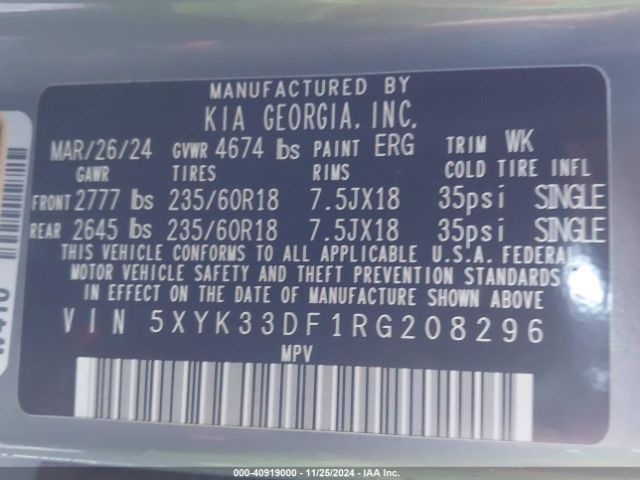 MANUFACTURED BY
KIA GEORGIA, INC.
MAR/26/24 GVWR 4674 lbs PAINT ERG TRIM WK
GAWR TIRES RIMS COLD TIRE INFL
FRONT 2777 lbs 235/60R18 7.5JX18 35psi SINGLE
REAR 2645 lbs 235/60R18 7.5JX18 35psi SINGLE
THIS VEHICLE CONFORMS TO ALL APPLICABLE U.S.A. FEDERAL
MOTOR VEHICLE SAFETY AND THEFT PREVENTION STANDARDS
IN EFFECT ON THE DATE OF MANUFACTURE SHOWN ABOVE
VIN 5XYK33DF1RG208296
MPV
000-40919000 - 11/25/2024 - IAA Inc.